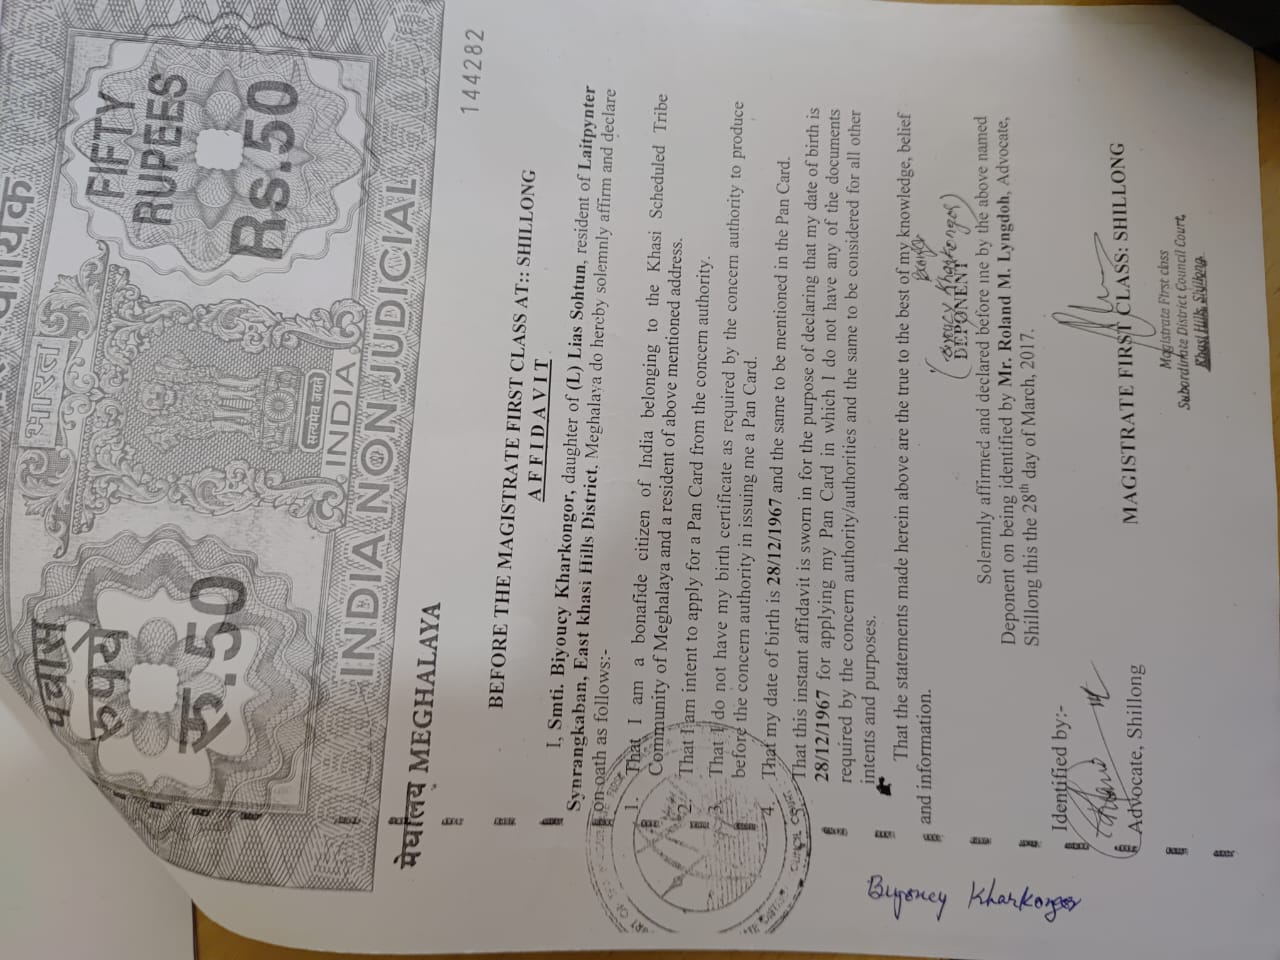 पचास
रुपये
रु.50
भारत
सत्यमेव जयते
INDIA
FIFTY
RUPEES
Rs.50
INDIA NON JUDICIAL
मेघालय MEGHALAYA
144282
BEFORE THE MAGISTRATE FIRST CLASS AT:: SHILLONG
AFFIDAVIT
I, Smti. Biyoucy Kharkongor, daughter of (L) Lias Sohtun, resident of Laitpynter
Synrangkaban, East khasi Hills District, Meghalaya do hereby solemnly affirm and declare
on oath as follows:-
1. That I am a bonafide citizen of India belonging to the Khasi Scheduled Tribe
Community of Meghalaya and a resident of above mentioned address.
2. That I am intent to apply for a Pan Card from the concern authority.
3. That I do not have my birth certificate as required by the concern authority to produce
before the concern authority in issuing me a Pan Card.
4. That my date of birth is 28/12/1967 and the same to be mentioned in the Pan Card.
That this instant affidavit is sworn in for the purpose of declaring that my date of birth is
28/12/1967 for applying my Pan Card in which I do not have any of the documents
required by the concern authority/authorities and the same to be considered for all other
intents and purposes.
That the statements made herein above are the true to the best of my knowledge, belief
and information.
DEPONENT
Solemnly affirmed and declared before me by the above named
Deponent on being identified by Mr. Roland M. Lyngdoh, Advocate,
Shillong this the 28th day of March, 2017.
Identified by:-
Advocate, Shillong
MAGISTRATE FIRST CLASS: SHILLONG
Magistrate First class
Subordinate District Council Court,
Khasi Hills, Shillong.
Biyoucy Kharkongor